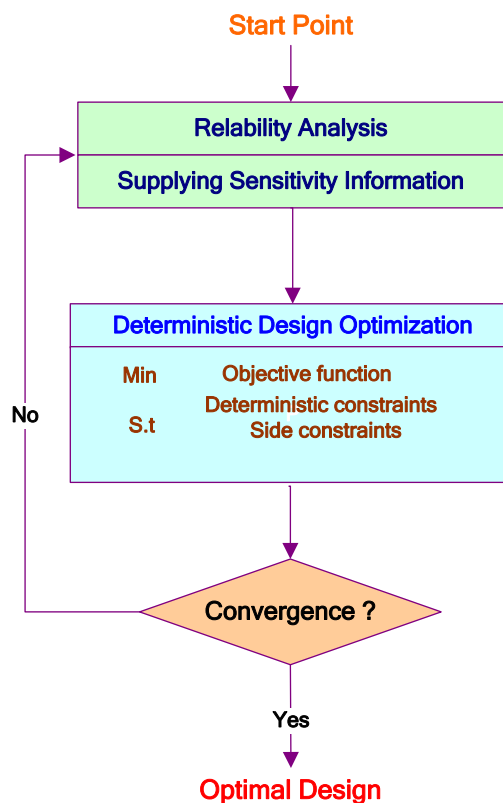 Start Point
Relability Analysis
Supplying Sensitivity Information
Deterministic Design Optimization
Min Objective function
Deterministic constraints
S.t Side constraints
No
Convergence ?
Yes
Optimal Design